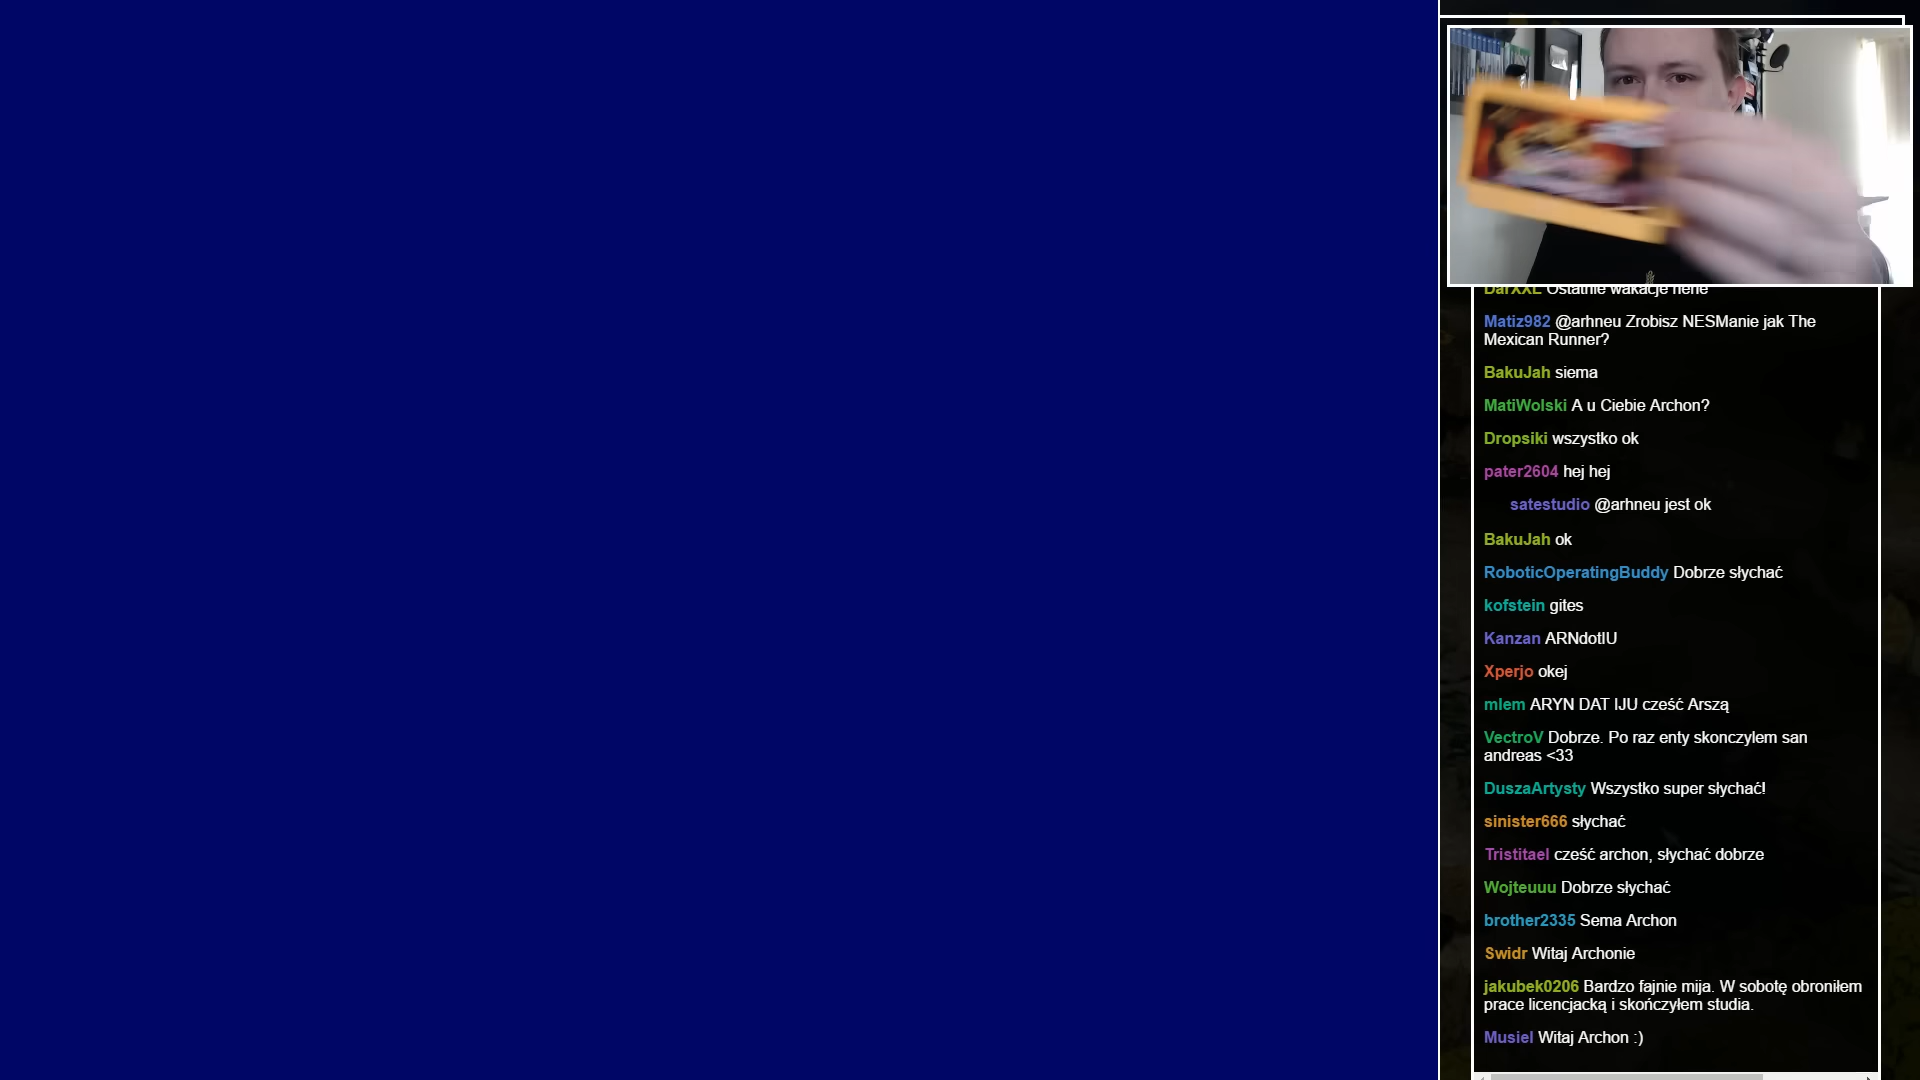 DarXXL Ostatnie wakacje hehe
Matiz982 @arhneu Zrobisz NESManie jak The
Mexican Runner?
BakuJah siema
MatiWolski A u Ciebie Archon?
Dropsiki wszystko ok
pater2604 hej hej
satestudio @arhneu jest ok
BakuJah ok
RoboticOperatingBuddy Dobrze słychać
kofstein gites
Kanzan ARNdotIU
Xperjo okej
mlem ARYN DAT IJU cześć Arszą
VectroV Dobrze. Po raz enty skonczylem san
andreas <33
DuszaArtysty Wszystko super słychać!
sinister666 słychać
Tristitael cześć archon, słychać dobrze
Wojteuuu Dobrze słychać
brother2335 Sema Archon
Swidr Witaj Archonie
jakubek0206 Bardzo fajnie mija. W sobotę obroniłem
prace licencjacką i skończyłem studia.
Musiel Witaj Archon :)